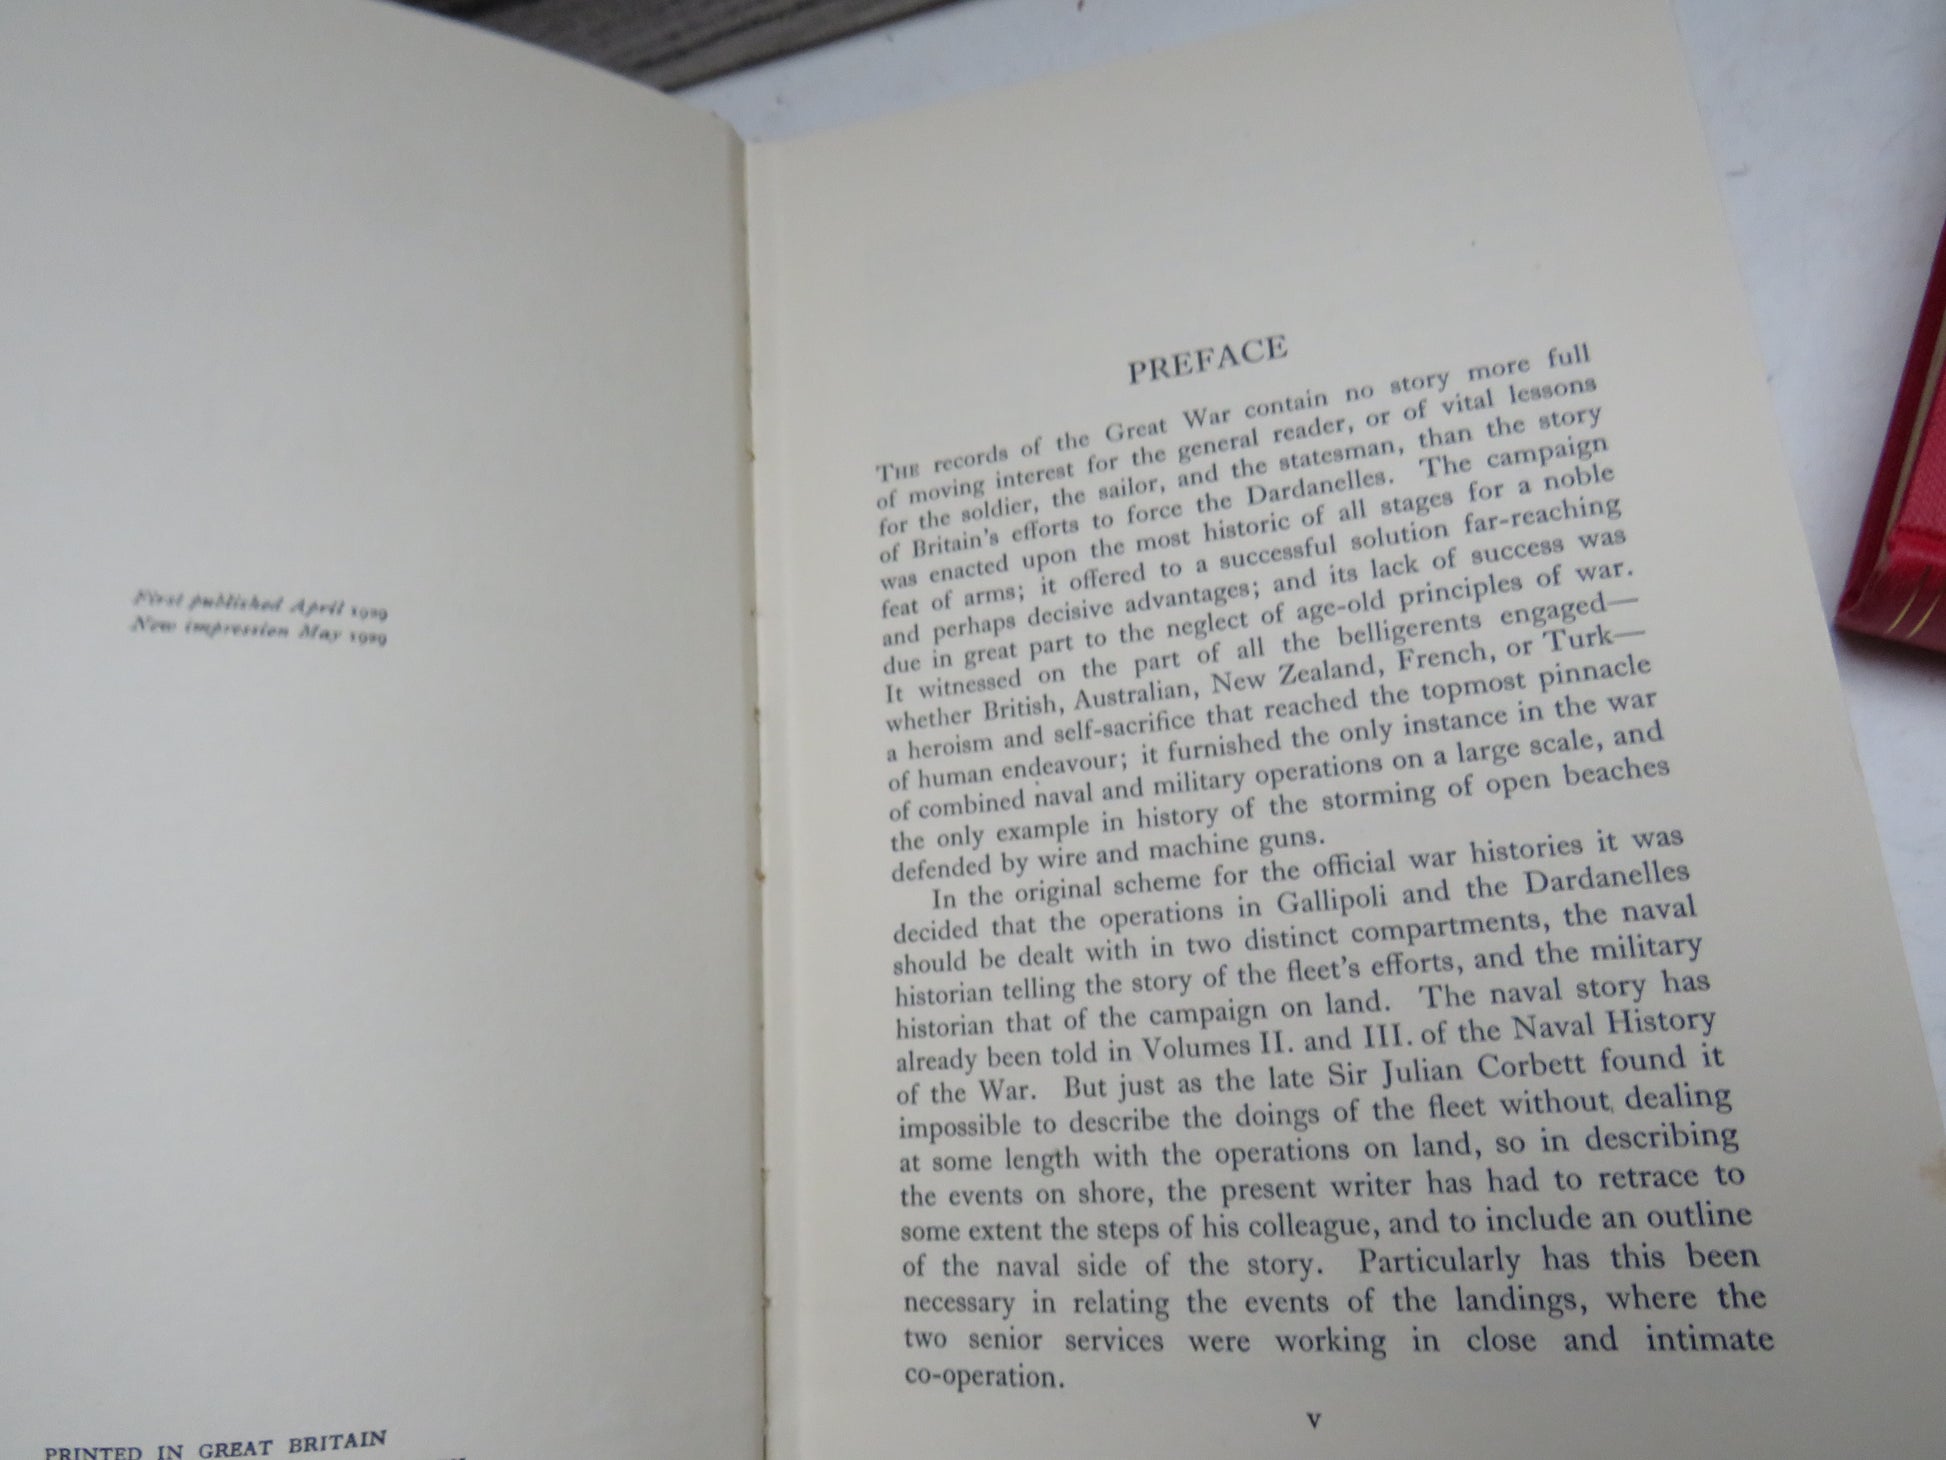 First published April 1929
New impression May 1929
PRINTED IN GREAT BRITAIN
PREFACE
THE records of the Great War contain no story more full
of moving interest for the general reader, or of vital lessons
for the soldier, the sailor, and the statesman, than the story
of Britain's efforts to force the Dardanelles. The campaign
was enacted upon the most historic of all stages for a noble
feat of arms; it offered to a successful solution far-reaching
and perhaps decisive advantages; and its lack of success was
due in great part to the neglect of age-old principles of war.
It witnessed on the part of all the belligerents engaged—
whether British, Australian, New Zealand, French, or Turk—
a heroism and self-sacrifice that reached the topmost pinnacle
of human endeavour; it furnished the only instance in the war
of combined naval and military operations on a large scale, and
the only example in history of the storming of open beaches
defended by wire and machine guns.
In the original scheme for the official war histories it was
decided that the operations in Gallipoli and the Dardanelles
should be dealt with in two distinct compartments, the naval
historian telling the story of the fleet's efforts, and the military
historian that of the campaign on land. The naval story has
already been told in Volumes II. and III. of the Naval History
of the War. But just as the late Sir Julian Corbett found it
impossible to describe the doings of the fleet without dealing
at some length with the operations on land, so in describing
the events on shore, the present writer has had to retrace to
some extent the steps of his colleague, and to include an outline
of the naval side of the story. Particularly has this been
necessary in relating the events of the landings, where the
two senior services were working in close and intimate
co-operation.
v